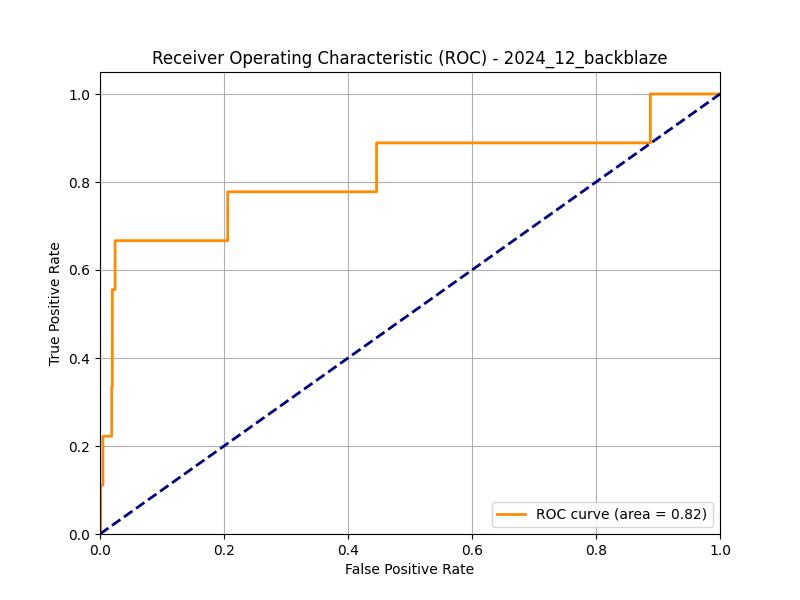 Receiver Operating Characteristic (ROC) - 2024_12_backblaze
1.0
0.8
0.6
0.4
0.2
0.0
True Positive Rate
0.0 0.2 0.4 0.6 0.8 1.0
False Positive Rate
ROC curve (area = 0.82)